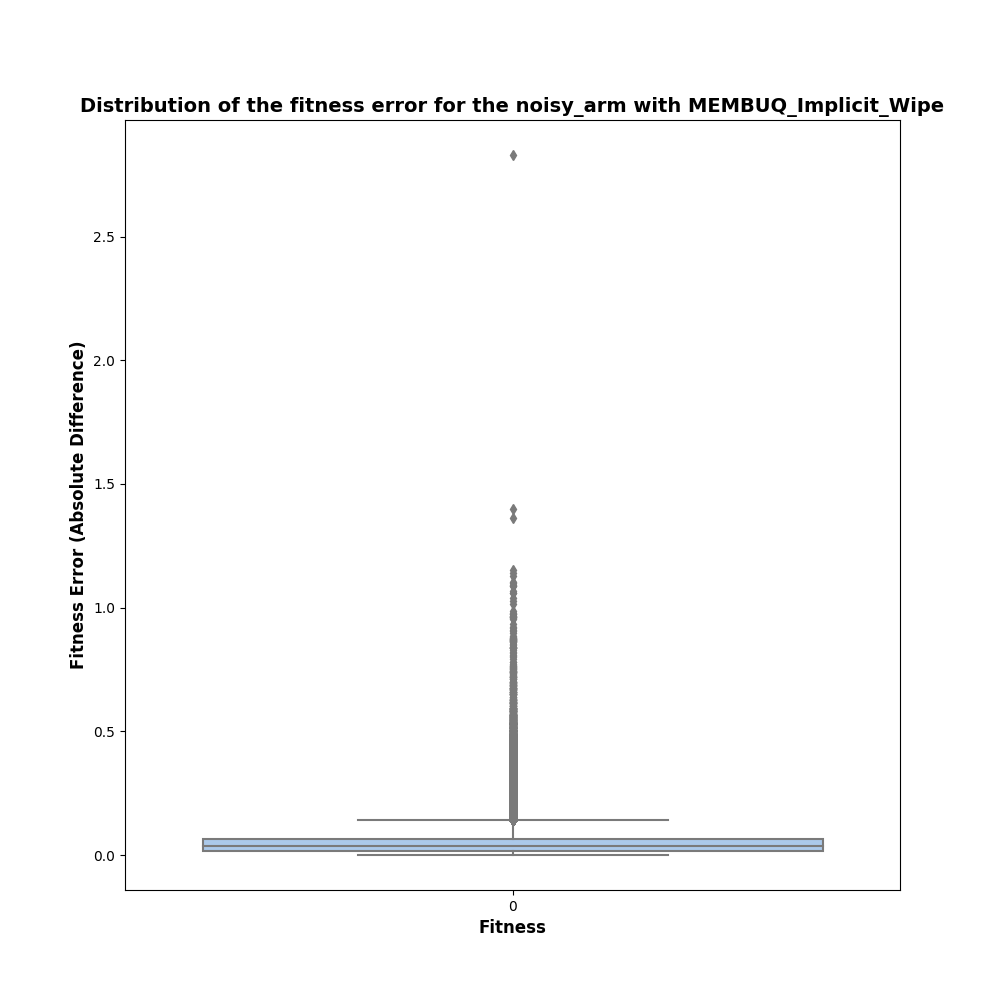 Distribution of the fitness error for the noisy_arm with MEMBUQ_Implicit_Wipe
2.5
2.0
1.5
1.0
0.5
0.0
Fitness Error (Absolute Difference)
0
Fitness